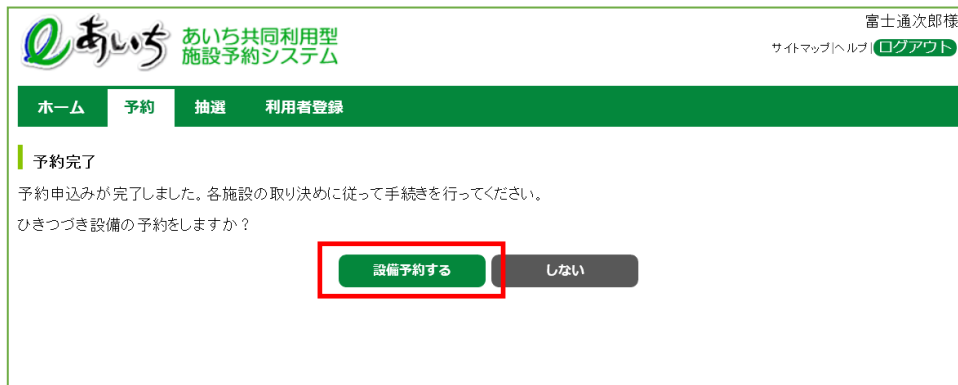 富士通次郎様
eあいち あいち共同利用型
施設予約システム
サイトマップ|ヘルプ|ログアウト
ホーム 予約 抽選 利用者登録
予約完了
予約申込みが完了しました。各施設の取り決めに従って手続きを行ってください。
ひきつづき設備の予約をしますか？
設備予約する しない